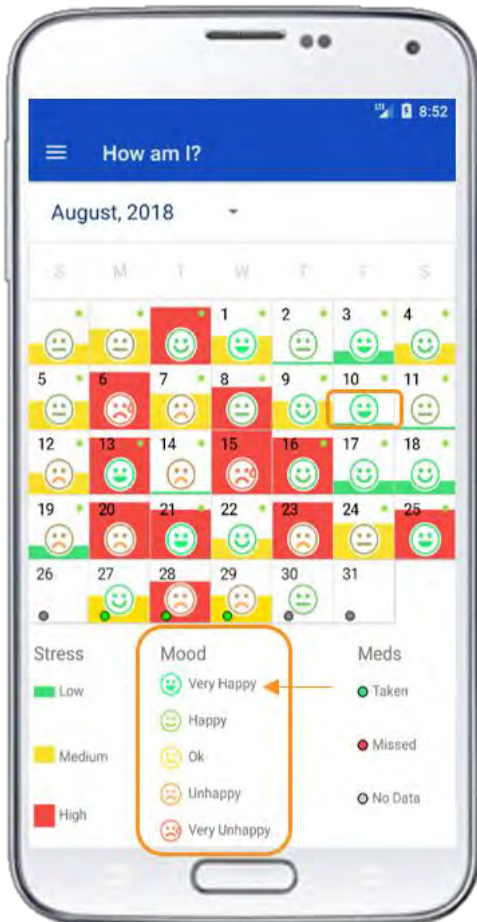 LTE 8:52
How am I?
August, 2018
S M T W T F S
1 2 3 4
5 6 7 8 9 10 11
12 13 14 15 16 17 18
19 20 21 22 23 24 25
26 27 28 29 30 31
Stress Mood Meds
Low Very Happy Taken
Happy
Medium Ok Missed
Unhappy No Data
High Very Unhappy